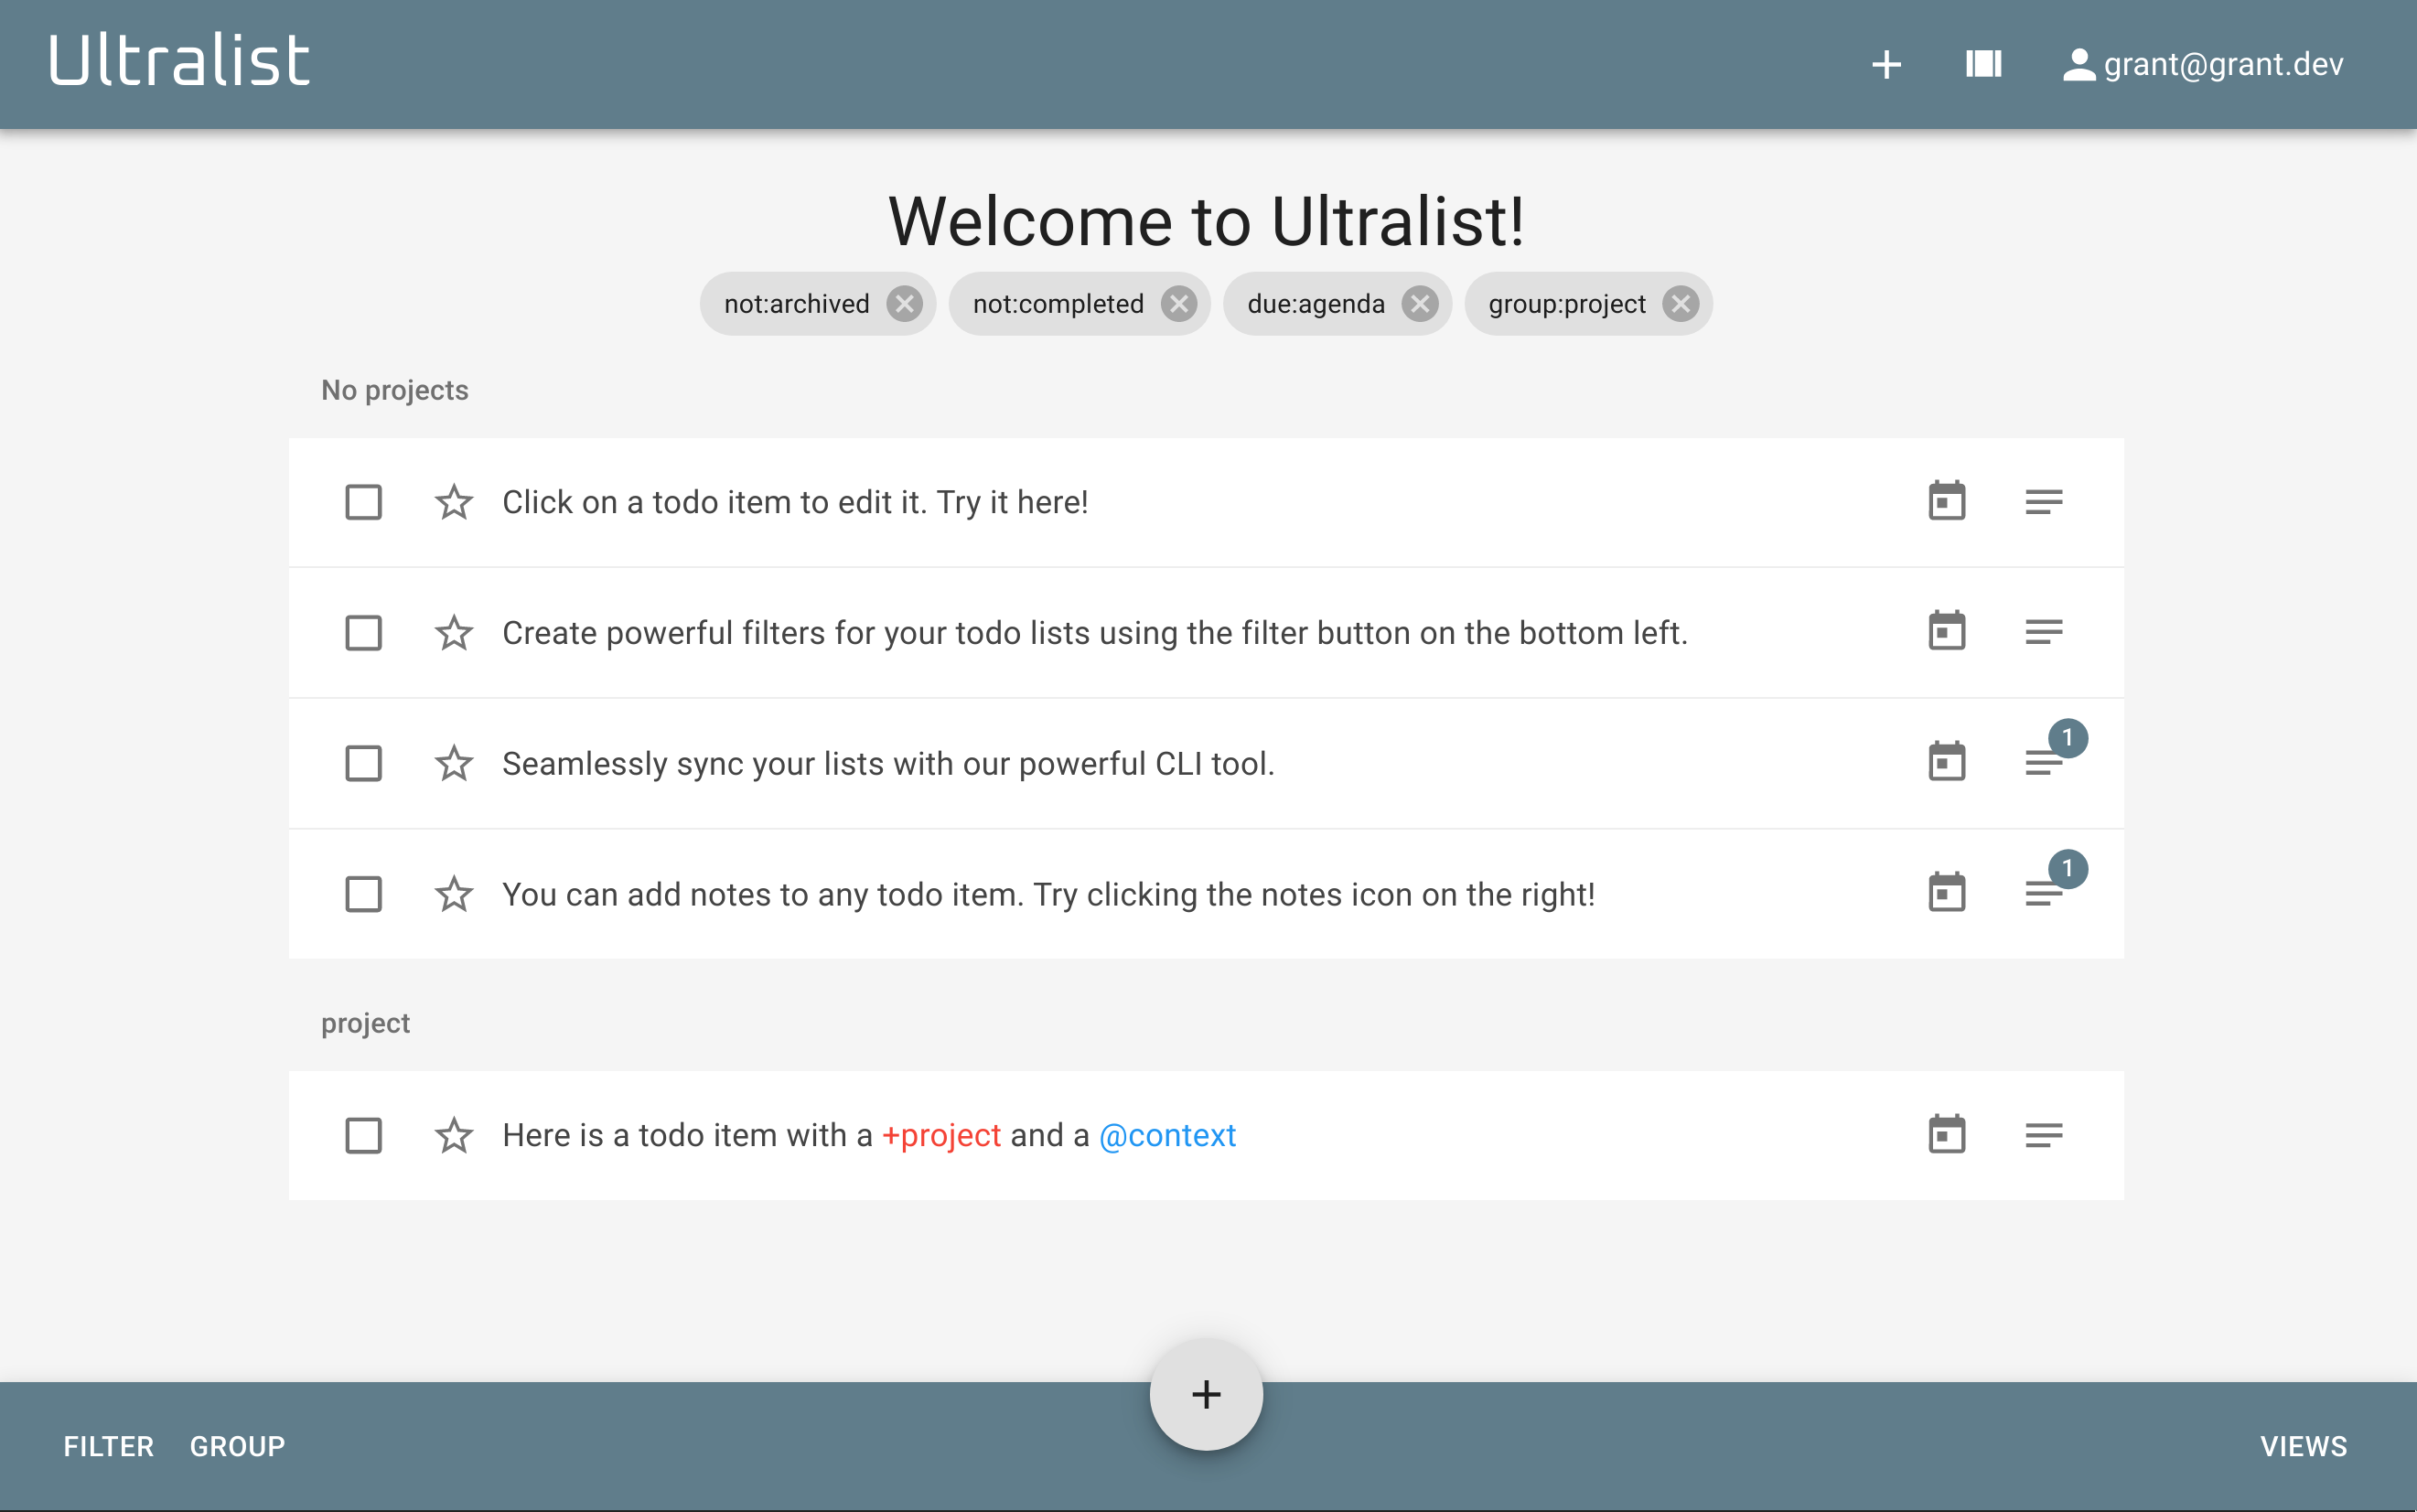 Ultralist
grant@grant.dev
Welcome to Ultralist!
not:archived not:completed due:agenda group:project
No projects
Click on a todo item to edit it. Try it here!
Create powerful filters for your todo lists using the filter button on the bottom left.
Seamlessly sync your lists with our powerful CLI tool.
1
You can add notes to any todo item. Try clicking the notes icon on the right!
1
project
Here is a todo item with a +project and a @context
FILTER GROUP
VIEWS